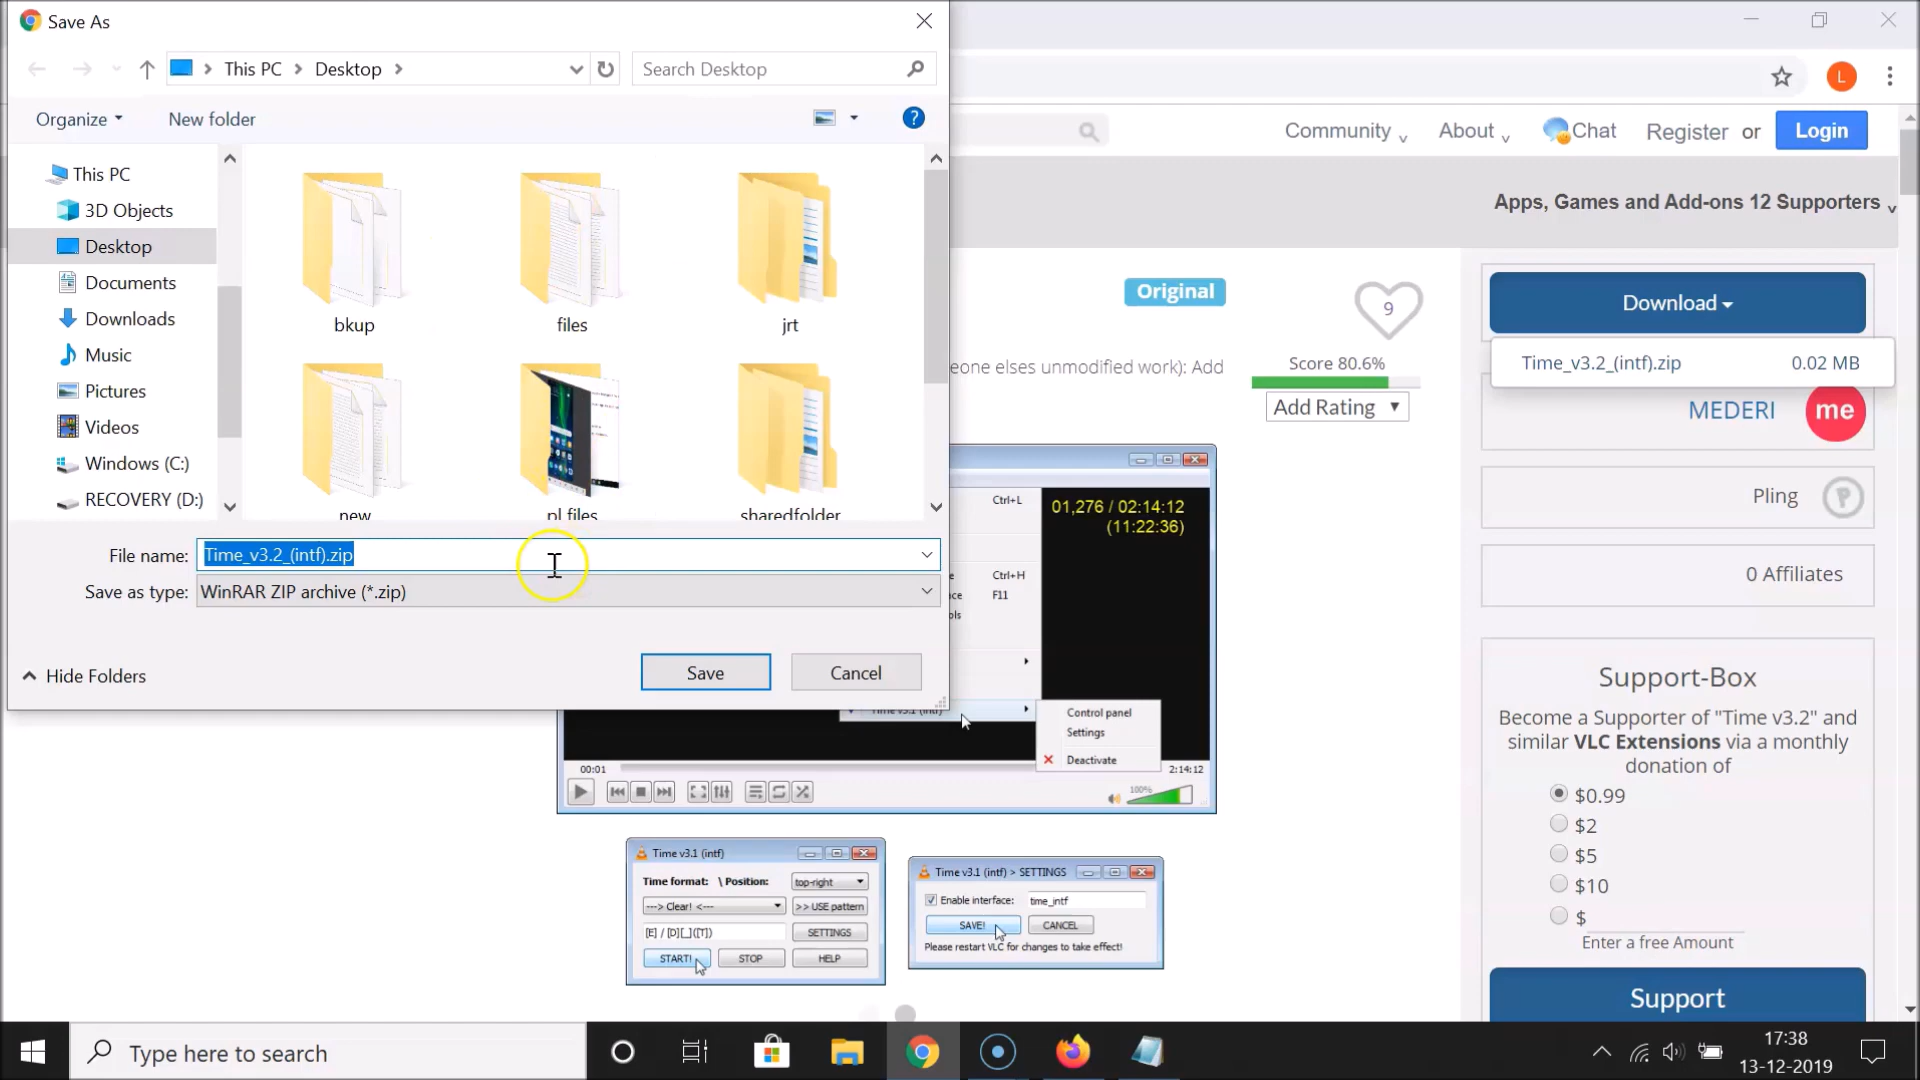 Save As
This PC
Desktop
Search Desktop
Organize
New folder
This PC
3D Objects
Desktop
Documents
Downloads
Music
Pictures
Videos
Windows (C:)
RECOVERY (D:)
bkup
files
jrt
new
pl files
sharedfolder
File name:
Time_v3.2_(intf).zip
Save as type:
WinRAR ZIP archive (*.zip)
Hide Folders
Save
Cancel
L
Community
About
Chat
Register or
Login
Apps, Games and Add-ons 12 Supporters
Original
9
eone elses unmodified work): Add
Score 80.6%
Add Rating
Download
Time_v3.2_(intf).zip 0.02 MB
MEDERI
me
Pling
0 Affiliates
Support-Box
Become a Supporter of "Time v3.2" and
similar VLC Extensions via a monthly
donation of
$0.99
$2
$5
$10
$
Enter a free Amount
Support
Ctrl+L
01,276 / 02:14:12
(11:22:36)
Ctrl+H
F11
Control panel
Settings
Deactivate
00:01
2:14:12
100%
Time v3.1 (intf)
Time format: \ Position:
top-right
---> Clear! <---
>> USE pattern
[E] / [D][_]([T])
SETTINGS
START!
STOP
HELP
Time v3.1 (intf) > SETTINGS
Enable interface:
time_intf
SAVE!
CANCEL
Please restart VLC for changes to take effect!
Type here to search
17:38
13-12-2019